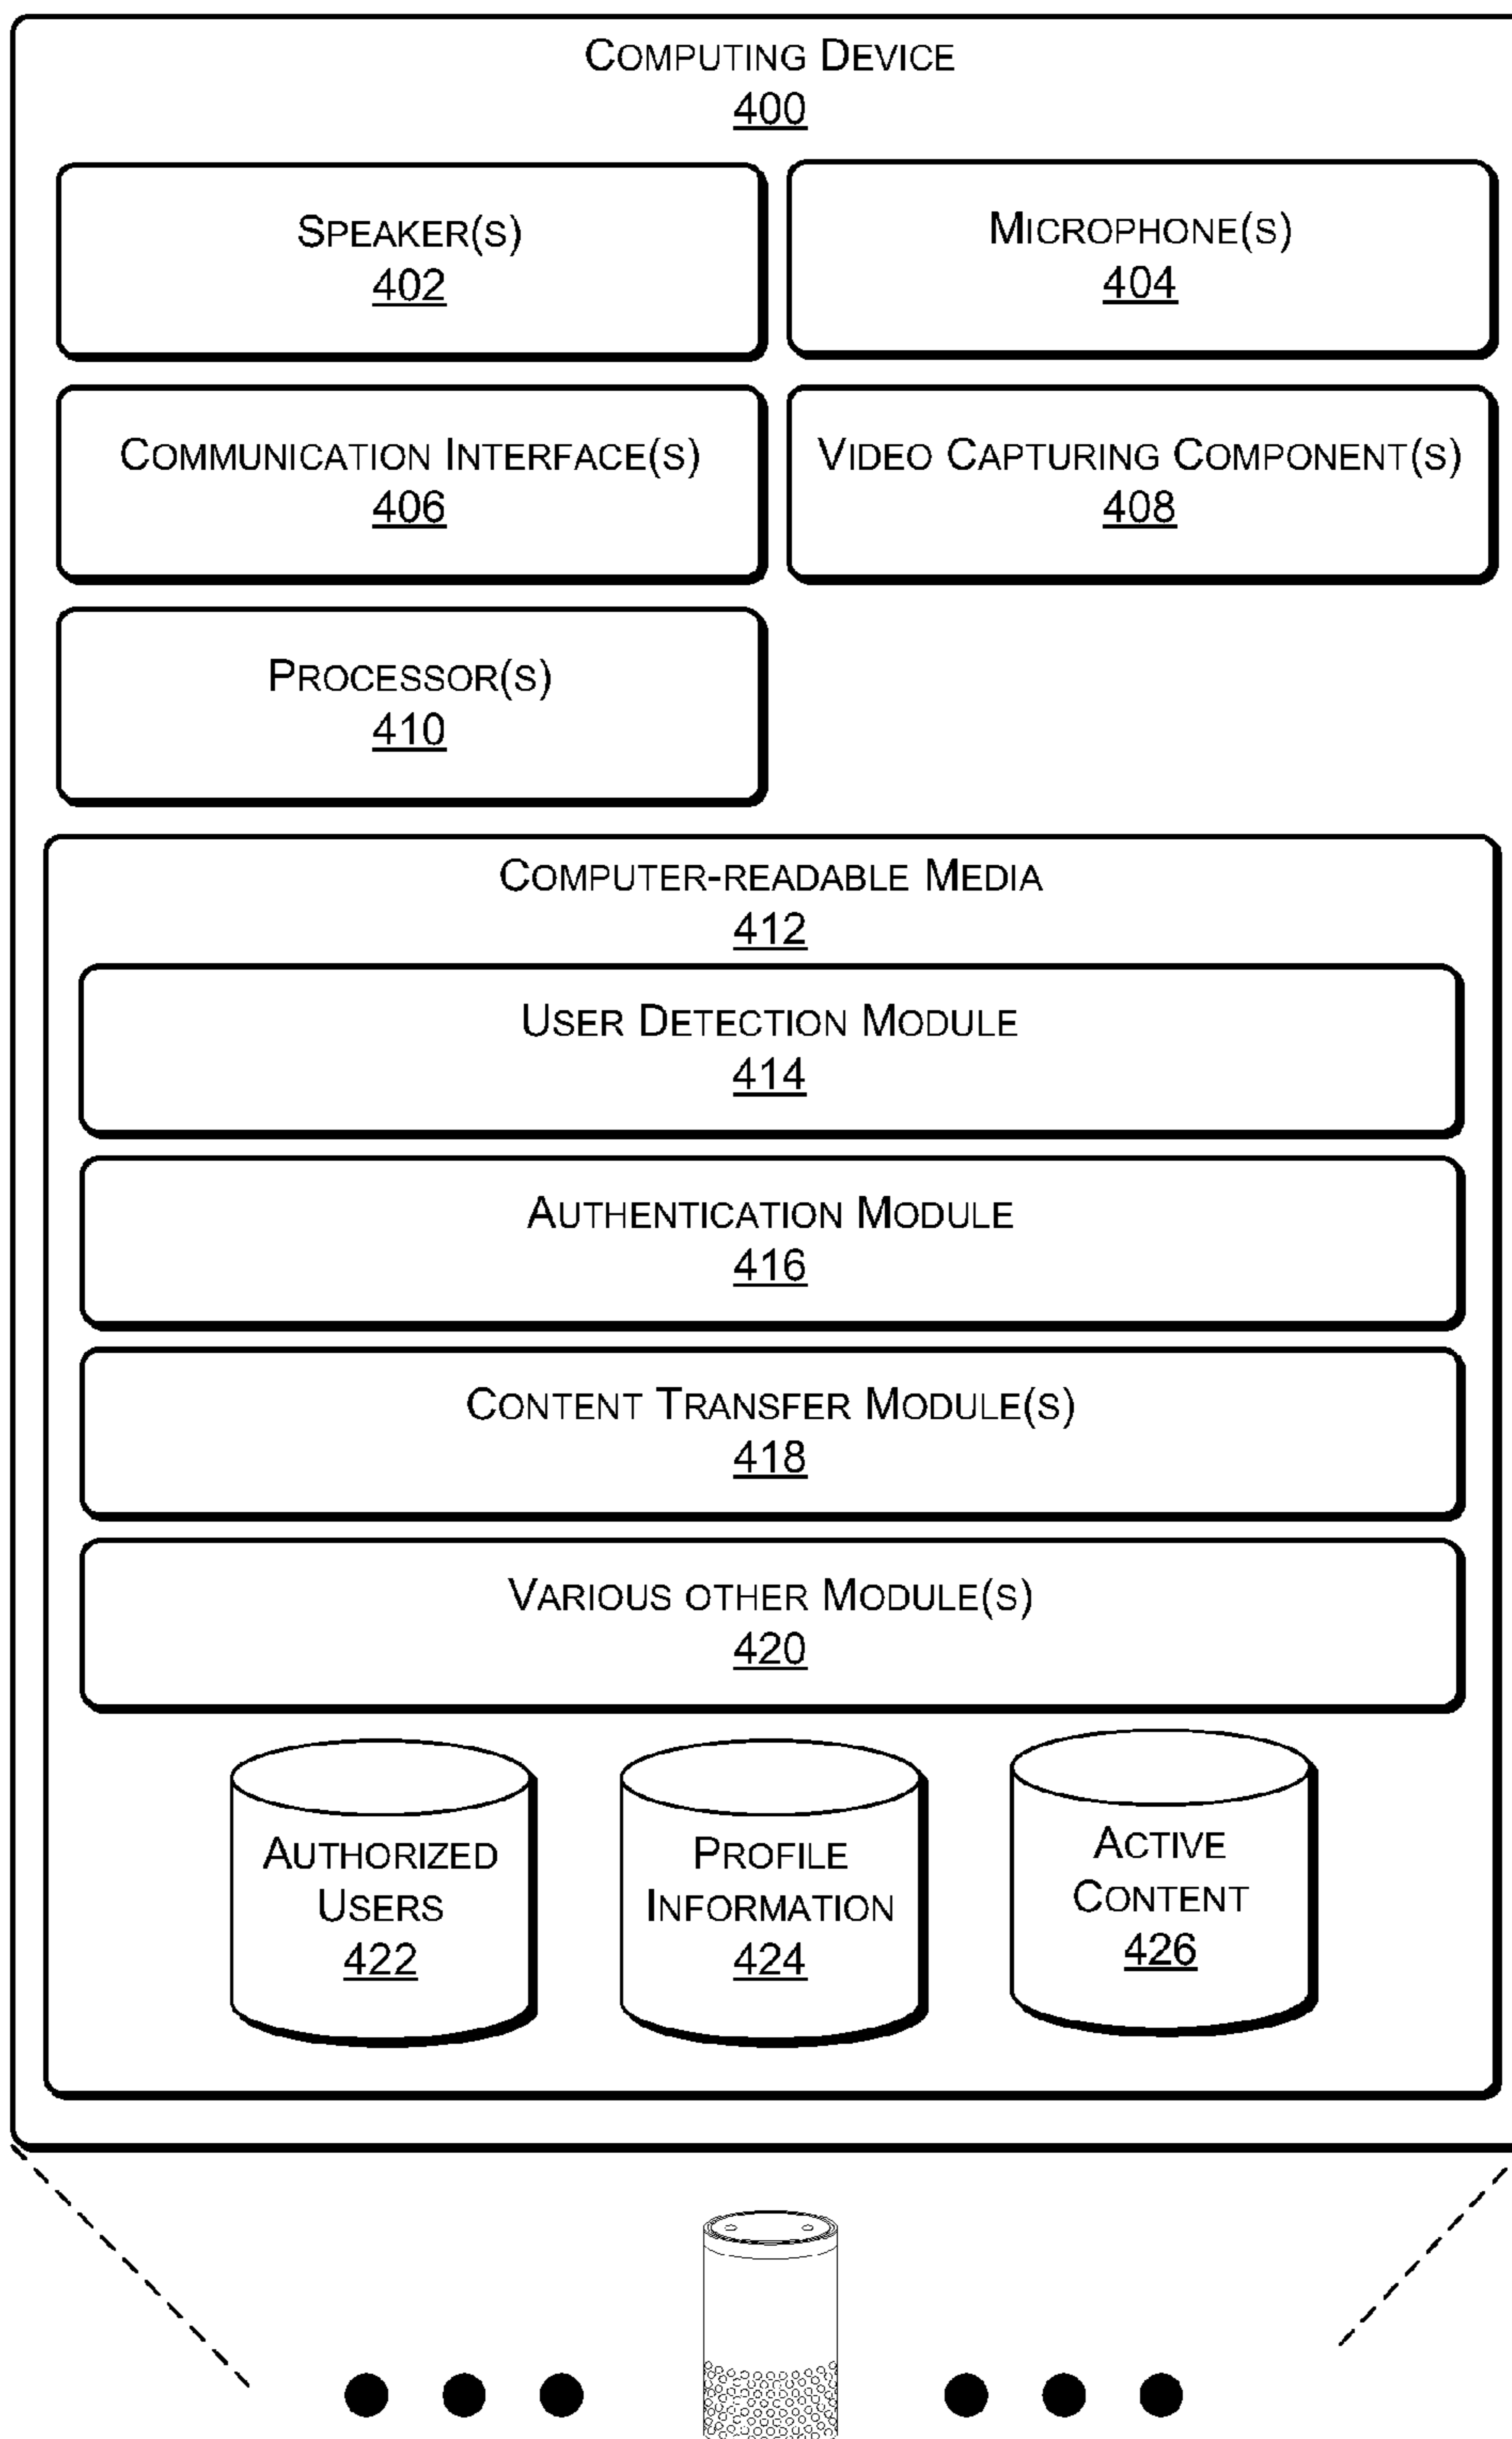 COMPUTING DEVICE
400
SPEAKER(S)
402
MICROPHONE(S)
404
COMMUNICATION INTERFACE(S)
406
VIDEO CAPTURING COMPONENT(S)
408
PROCESSOR(S)
410
COMPUTER-READABLE MEDIA
412
USER DETECTION MODULE
414
AUTHENTICATION MODULE
416
CONTENT TRANSFER MODULE(S)
418
VARIOUS OTHER MODULE(S)
420
AUTHORIZED
USERS
422
PROFILE
INFORMATION
424
ACTIVE
CONTENT
426